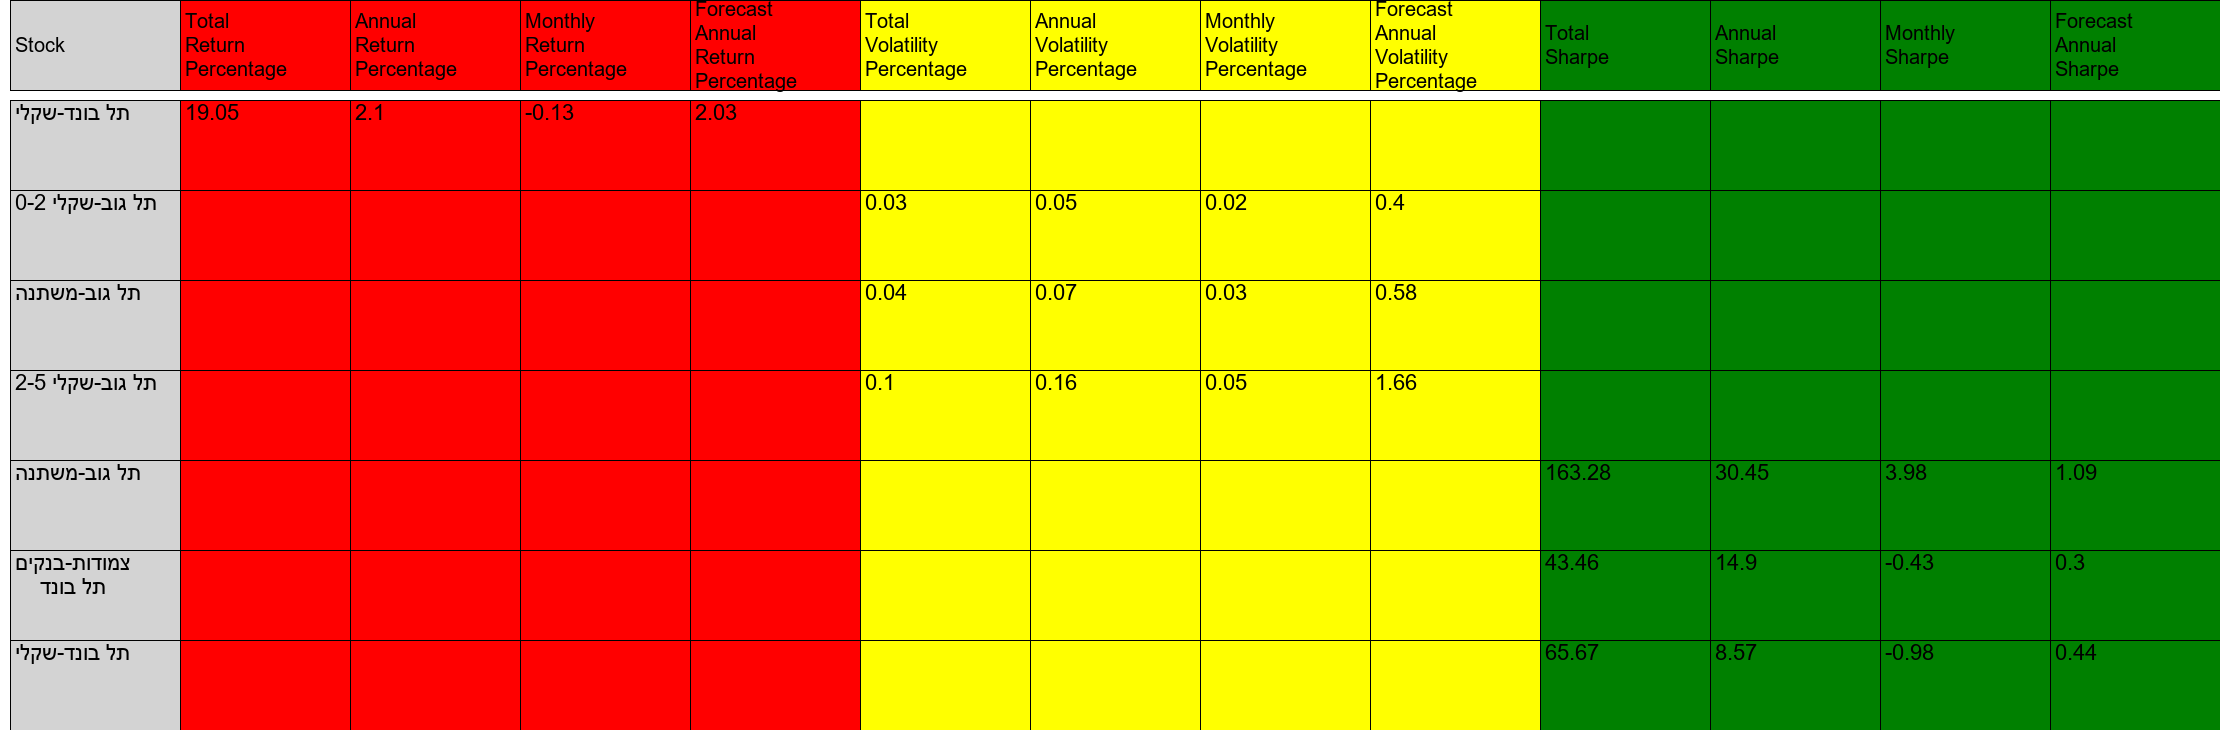 Stock
Total
Return
Percentage
Annual
Return
Percentage
Monthly
Return
Percentage
Forecast
Annual
Return
Percentage
Total
Volatility
Percentage
Annual
Volatility
Percentage
Monthly
Volatility
Percentage
Forecast
Annual
Volatility
Percentage
Total
Sharpe
Annual
Sharpe
Monthly
Sharpe
Forecast
Annual
Sharpe
תל בונד-שקלי
19.05
2.1
-0.13
2.03
תל גוב-שקלי 0-2
0.03
0.05
0.02
0.4
תל גוב-משתנה
0.04
0.07
0.03
0.58
תל גוב-שקלי 2-5
0.1
0.16
0.05
1.66
תל גוב-משתנה
163.28
30.45
3.98
1.09
צמודות-בנקים
תל בונד
43.46
14.9
-0.43
0.3
תל בונד-שקלי
65.67
8.57
-0.98
0.44